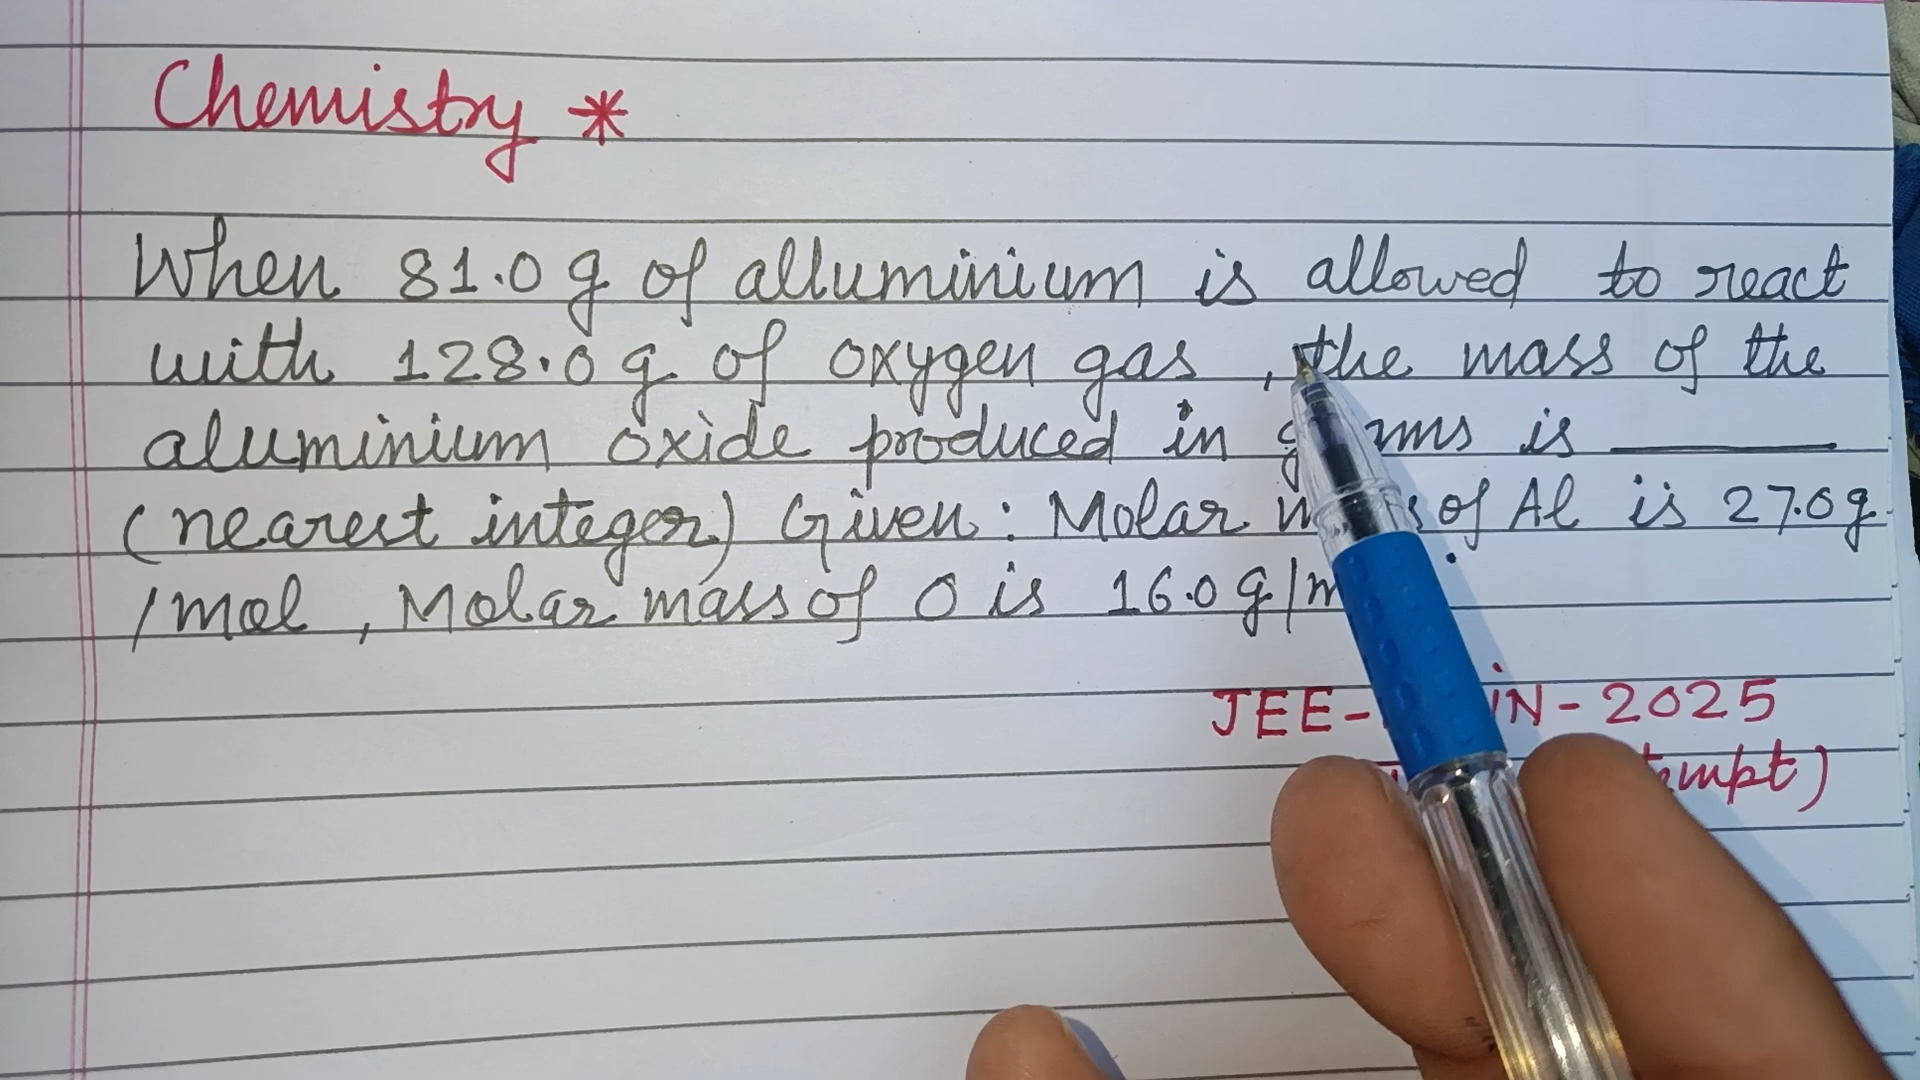 Chemistry *
When 81.0 g of alluminium is allowed to react
with 128.0 g of oxygen gas , the mass of the
aluminium oxide produced in is
(nearest integer) Given : Molar of Al is 27.0 g
/mol , Molar mass of O is 16.0 g/m
JEE- IN-2025